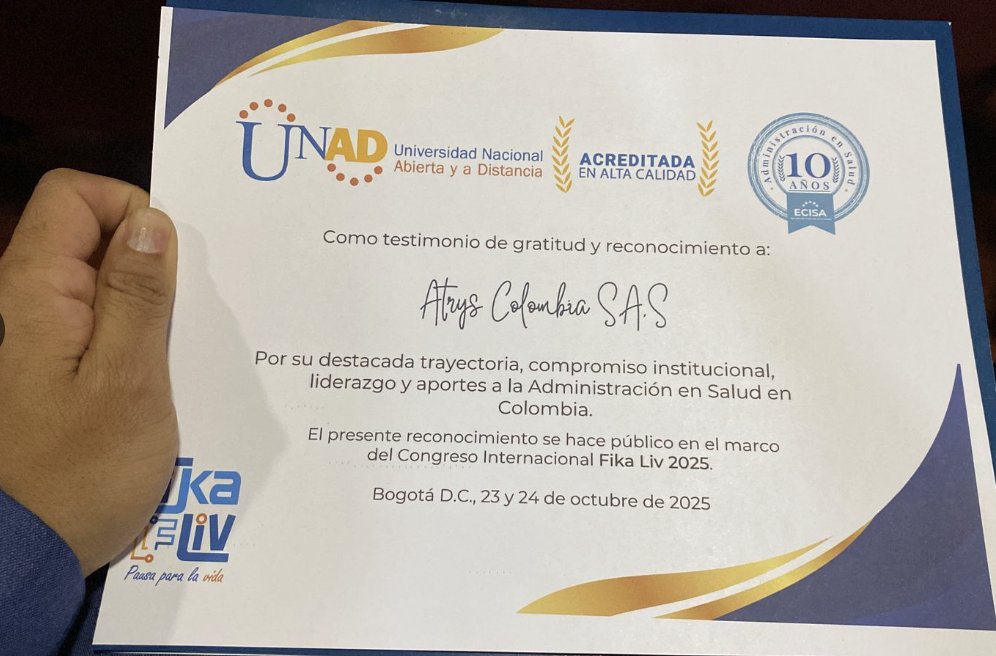 UNAD
Universidad Nacional
Abierta y a Distancia
ACREDITADA
EN ALTA CALIDAD
Administración en Salud
10
AÑOS
ECISA
Como testimonio de gratitud y reconocimiento a:
Atrys Colombia S.A.S
Por su destacada trayectoria, compromiso institucional,
liderazgo y aportes a la Administración en Salud en
Colombia.
El presente reconocimiento se hace público en el marco
del Congreso Internacional Fika Liv 2025.
Bogotá D.C., 23 y 24 de octubre de 2025
fika
Liv
Pausa para la vida